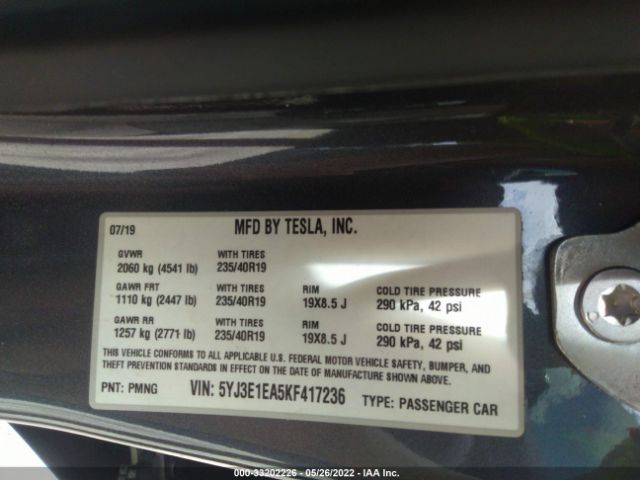 07/19 MFD BY TESLA, INC.
GVWR WITH TIRES
2060 kg (4541 lb) 235/40R19
GAWR FRT WITH TIRES RIM COLD TIRE PRESSURE
1110 kg (2447 lb) 235/40R19 19X8.5 J 290 kPa, 42 psi
GAWR RR WITH TIRES RIM COLD TIRE PRESSURE
1257 kg (2771 lb) 235/40R19 19X8.5 J 290 kPa, 42 psi
THIS VEHICLE CONFORMS TO ALL APPLICABLE U.S. FEDERAL MOTOR VEHICLE SAFETY, BUMPER, AND
THEFT PREVENTION STANDARDS IN EFFECT ON THE DATE OF MANUFACTURE SHOWN ABOVE.
PNT: PMNG VIN: 5YJ3E1EA5KF417236 TYPE: PASSENGER CAR
000-33202226 - 05/26/2022 - IAA Inc.